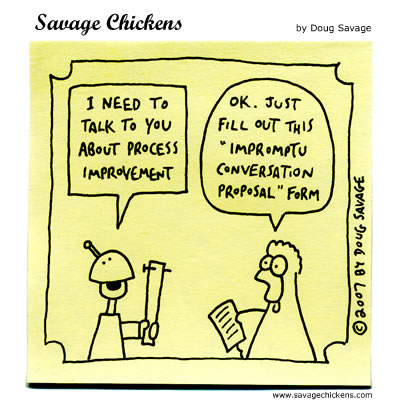 Savage Chickens
by Doug Savage
I NEED TO
TALK TO YOU
ABOUT PROCESS
IMPROVEMENT
OK. JUST
FILL OUT THIS
"IMPROMPTU
CONVERSATION
PROPOSAL" FORM
©2007 BY DOUG SAVAGE
www.savagechickens.com